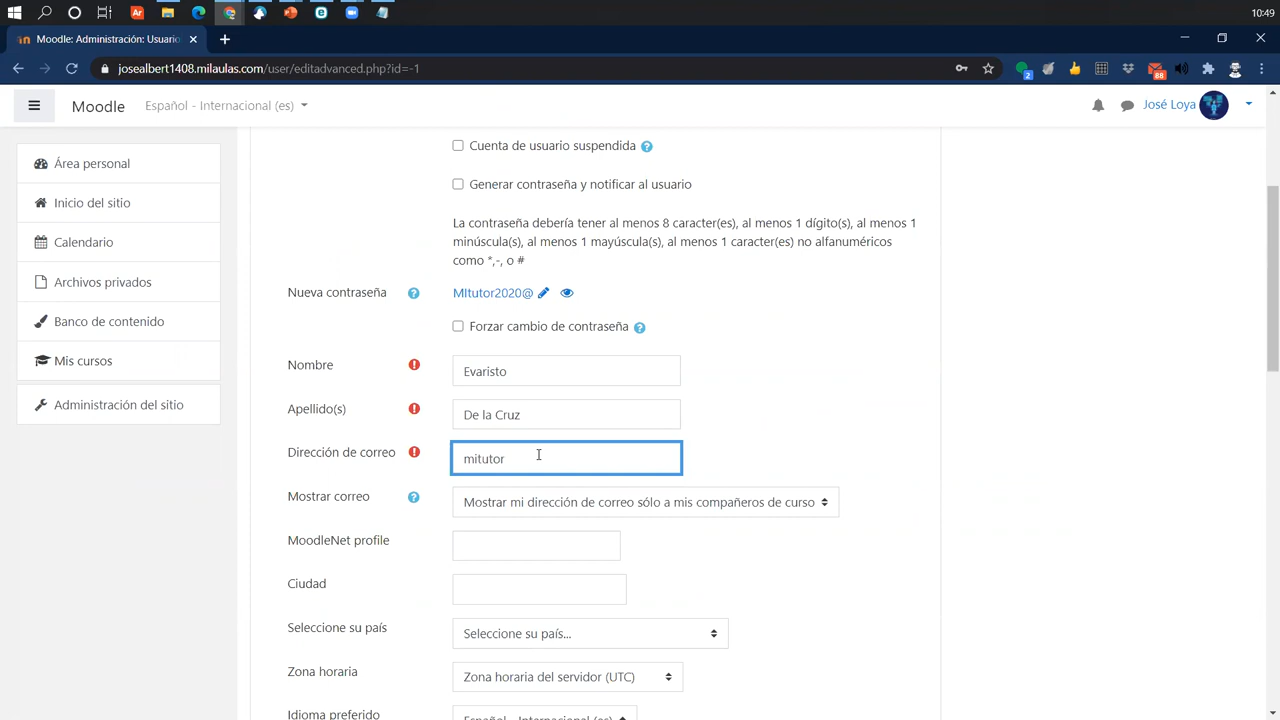 10:49
Moodle: Administración: Usuario
josealbert1408.milaulas.com/user/editadvanced.php?id=-1
2
88
Moodle
Español - Internacional (es)
José Loya
Área personal
Inicio del sitio
Calendario
Archivos privados
Banco de contenido
Mis cursos
Administración del sitio
Cuenta de usuario suspendida
Generar contraseña y notificar al usuario
La contraseña debería tener al menos 8 caracter(es), al menos 1 dígito(s), al menos 1
minúscula(s), al menos 1 mayúscula(s), al menos 1 caracter(es) no alfanuméricos
como *,-, o #
Nueva contraseña
MItutor2020@
Forzar cambio de contraseña
Nombre
Evaristo
Apellido(s)
De la Cruz
Dirección de correo
mitutor
Mostrar correo
Mostrar mi dirección de correo sólo a mis compañeros de curso
MoodleNet profile
Ciudad
Seleccione su país
Seleccione su país...
Zona horaria
Zona horaria del servidor (UTC)
Idioma preferido
Español - Internacional (es)